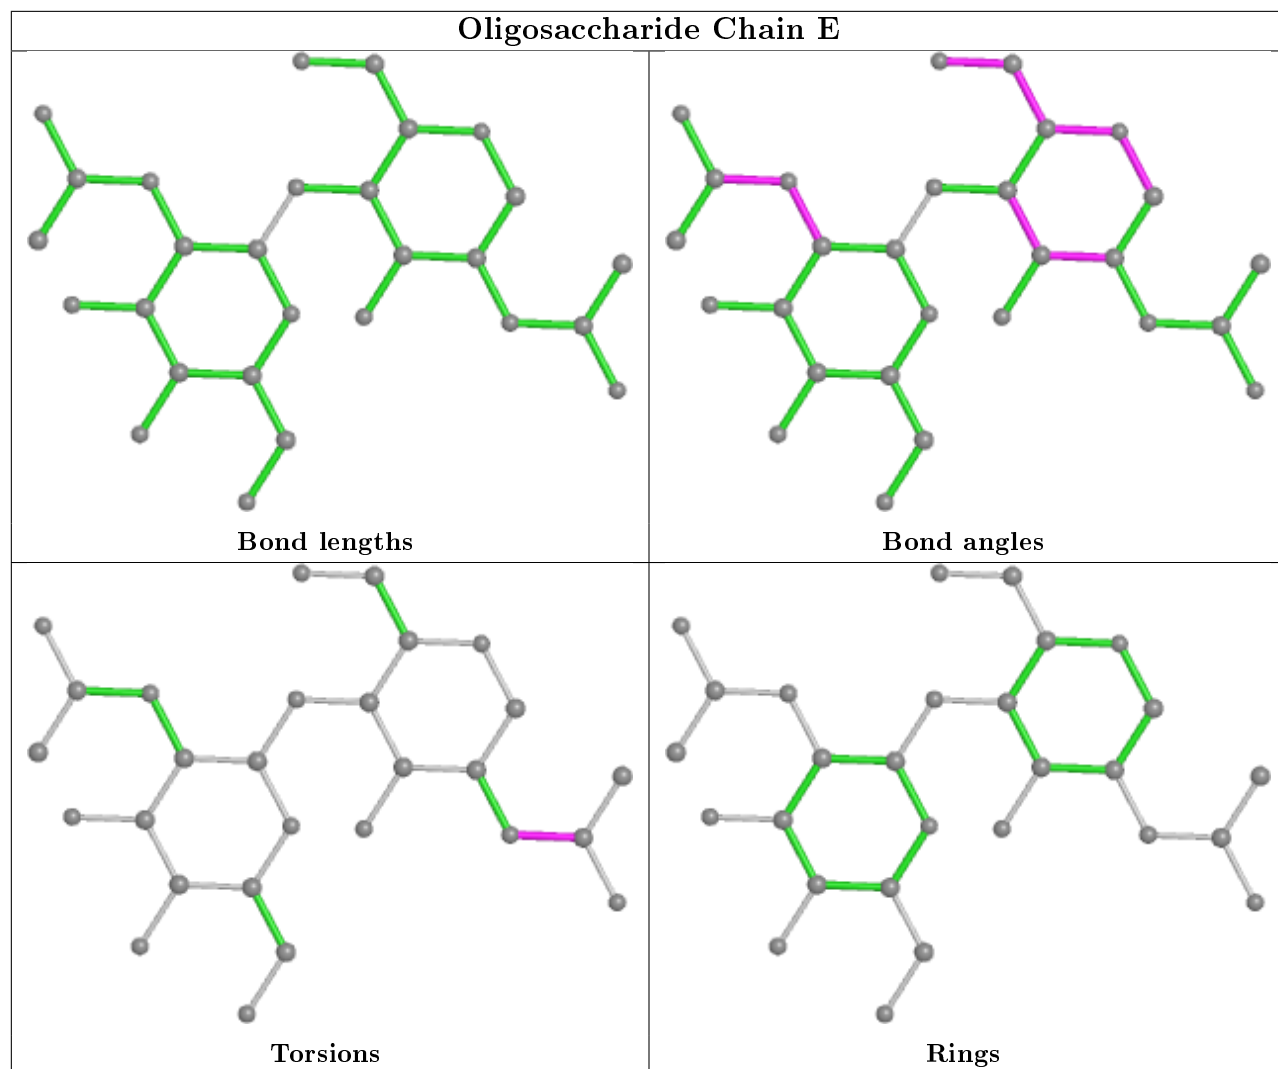 Oligosaccharide Chain E
Bond lengths
Bond angles
Torsions
Rings